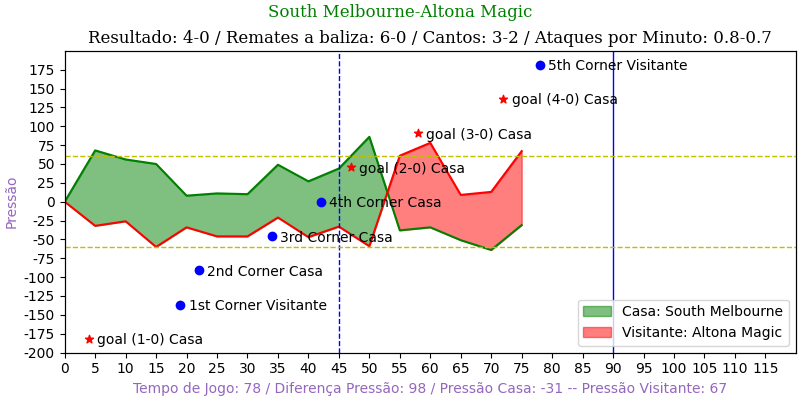 South Melbourne-Altona Magic
Resultado: 4-0 / Remates a baliza: 6-0 / Cantos: 3-2 / Ataques por Minuto: 0.8-0.7
175
150
125
100
75
50
25
0
-25
-50
-75
-100
-125
-150
-175
-200
Pressão
5th Corner Visitante
goal (4-0) Casa
goal (3-0) Casa
goal (2-0) Casa
4th Corner Casa
3rd Corner Casa
2nd Corner Casa
1st Corner Visitante
goal (1-0) Casa
Casa: South Melbourne
Visitante: Altona Magic
0 5 10 15 20 25 30 35 40 45 50 55 60 65 70 75 80 85 90 95 100 105 110 115
Tempo de Jogo: 78 / Diferença Pressão: 98 / Pressão Casa: -31 -- Pressão Visitante: 67